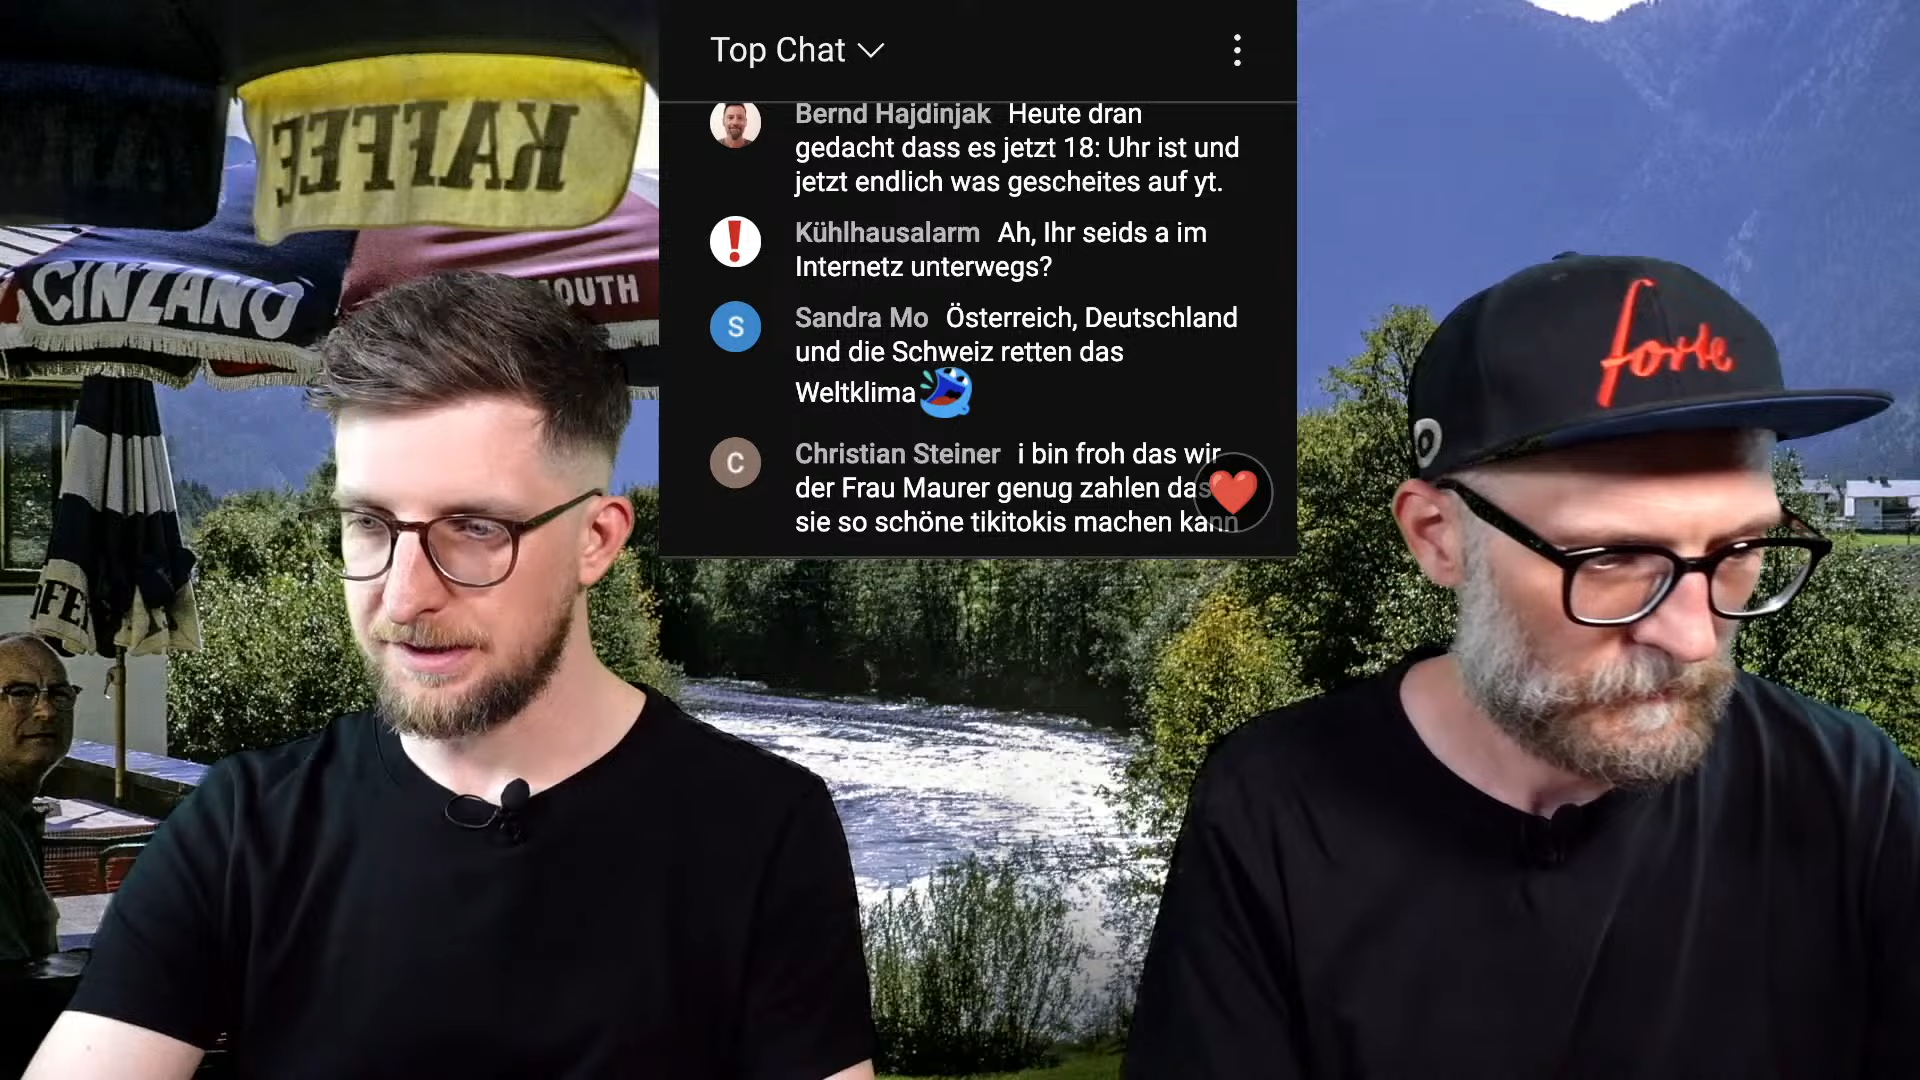 Top Chat
Bernd Hajdinjak Heute dran
gedacht dass es jetzt 18: Uhr ist und
jetzt endlich was gescheites auf yt.
Kühlhausalarm Ah, Ihr seids a im
Internetz unterwegs?
Sandra Mo Österreich, Deutschland
und die Schweiz retten das
Weltklima
Christian Steiner i bin froh das wir
der Frau Maurer genug zahlen das
sie so schöne tikitokis machen kann
S
C
KAFFEE
CINZANO
forte